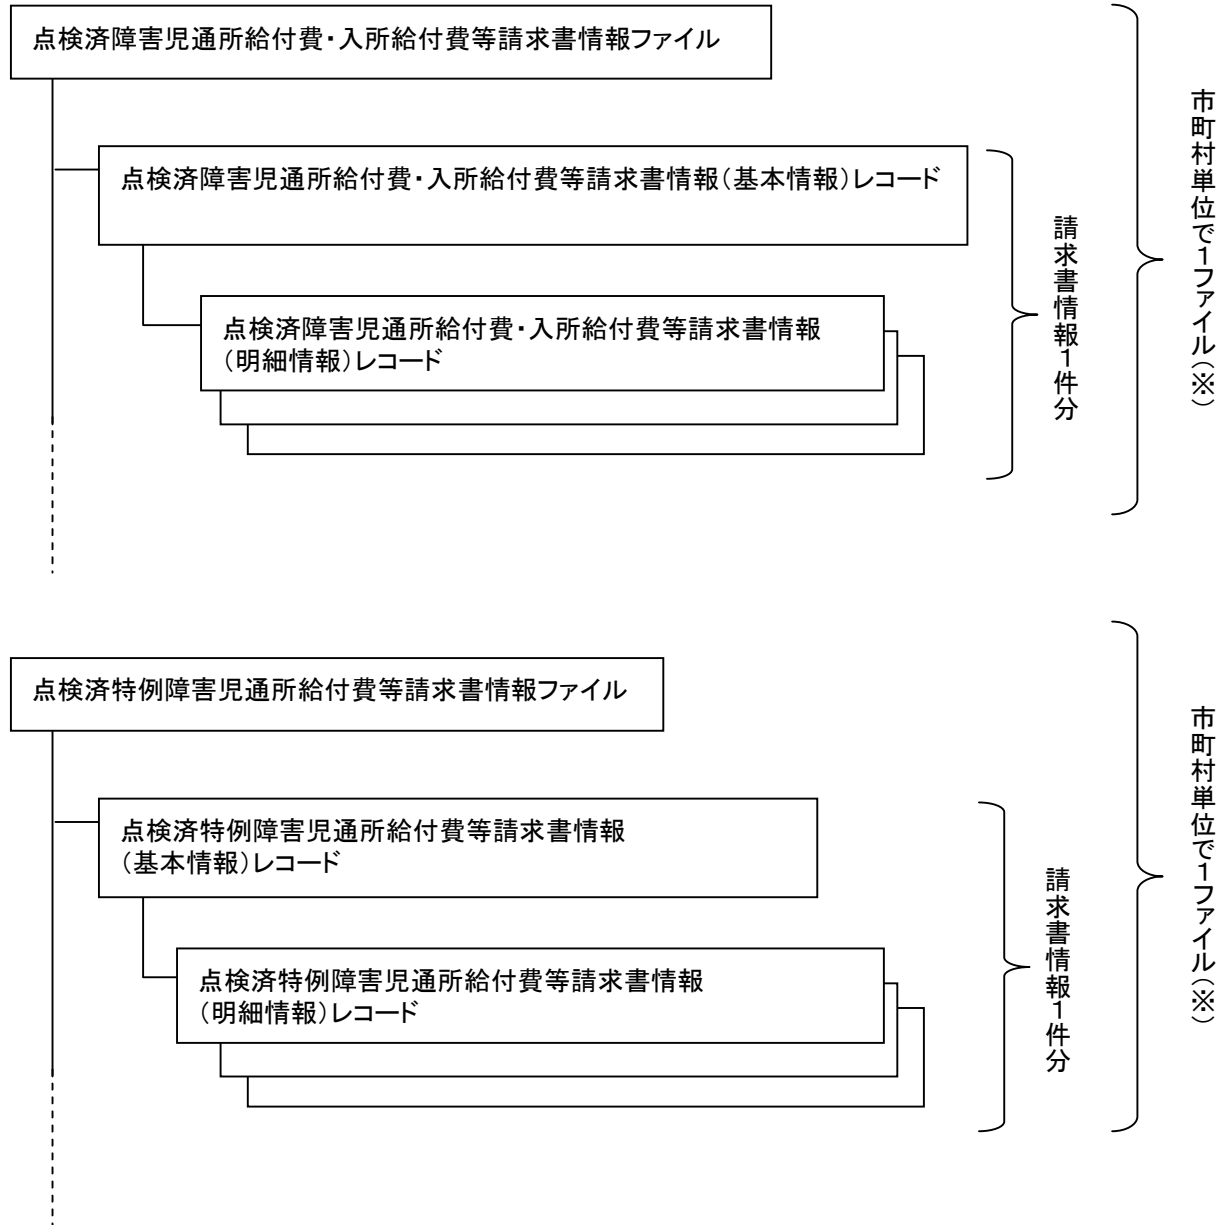 点検済障害児通所給付費・入所給付費等請求書情報ファイル
点検済障害児通所給付費・入所給付費等請求書情報（基本情報）レコード
点検済障害児通所給付費・入所給付費等請求書情報
（明細情報）レコード
請求書情報１件分
市町村単位で１ファイル（※）
点検済特例障害児通所給付費等請求書情報ファイル
点検済特例障害児通所給付費等請求書情報
（基本情報）レコード
点検済特例障害児通所給付費等請求書情報
（明細情報）レコード
請求書情報１件分
市町村単位で１ファイル（※）